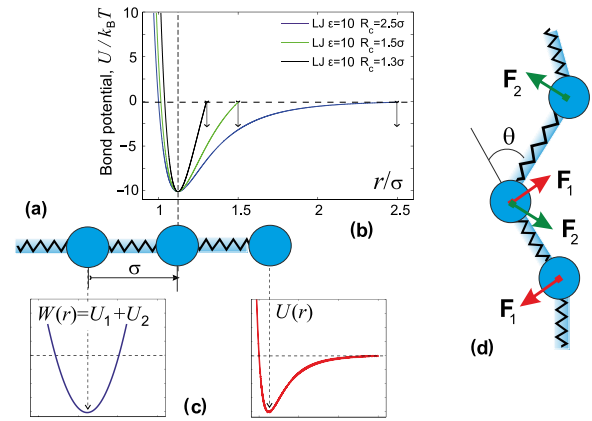 Bond potential, U/k_BT
LJ ε=10 R_c=2.5σ
LJ ε=10 R_c=1.5σ
LJ ε=10 R_c=1.3σ
10
5
0
−5
−10
1
1.5
2
2.5
r/σ
(a)
(b)
σ
W(r)=U_1+U_2
U(r)
(c)
F_2
θ
F_1
F_2
F_1
(d)